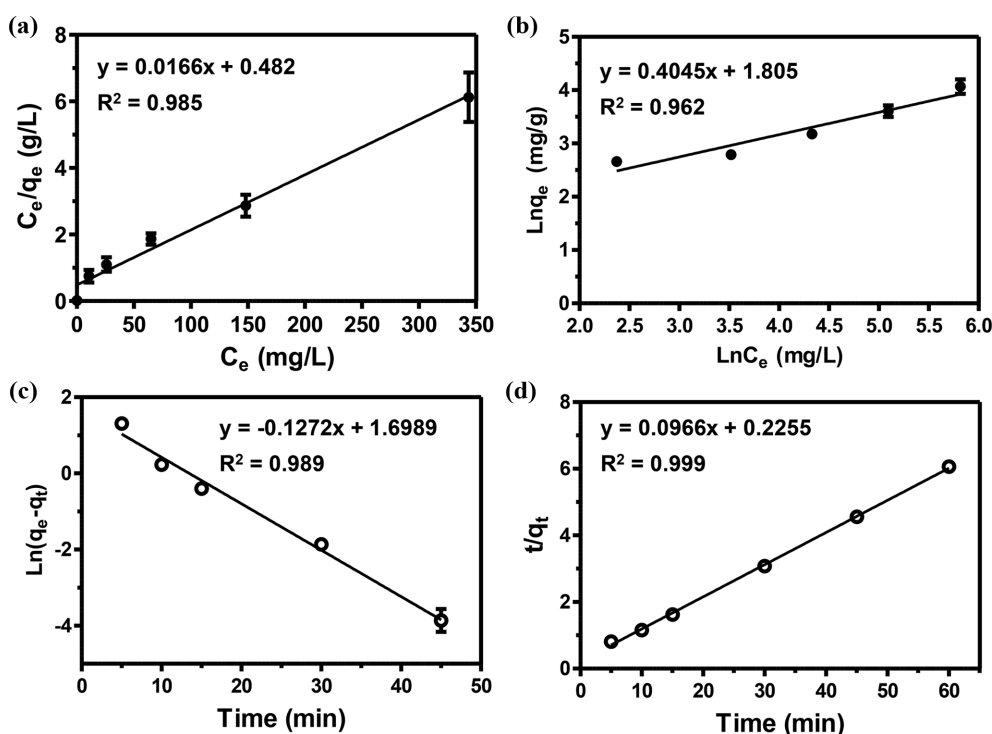 (a)
y = 0.0166x + 0.482
R² = 0.985
Cₑ/qₑ (g/L)
8
6
4
2
0
0 50 100 150 200 250 300 350
Cₑ (mg/L)
(b)
y = 0.4045x + 1.805
R² = 0.962
Lnqₑ (mg/g)
5
4
3
2
1
0
2.0 2.5 3.0 3.5 4.0 4.5 5.0 5.5 6.0
LnCₑ (mg/L)
(c)
y = -0.1272x + 1.6989
R² = 0.989
Ln(qₑ-qₜ)
2
0
-2
-4
0 10 20 30 40 50
Time (min)
(d)
y = 0.0966x + 0.2255
R² = 0.999
t/qₜ
8
6
4
2
0
0 10 20 30 40 50 60
Time (min)